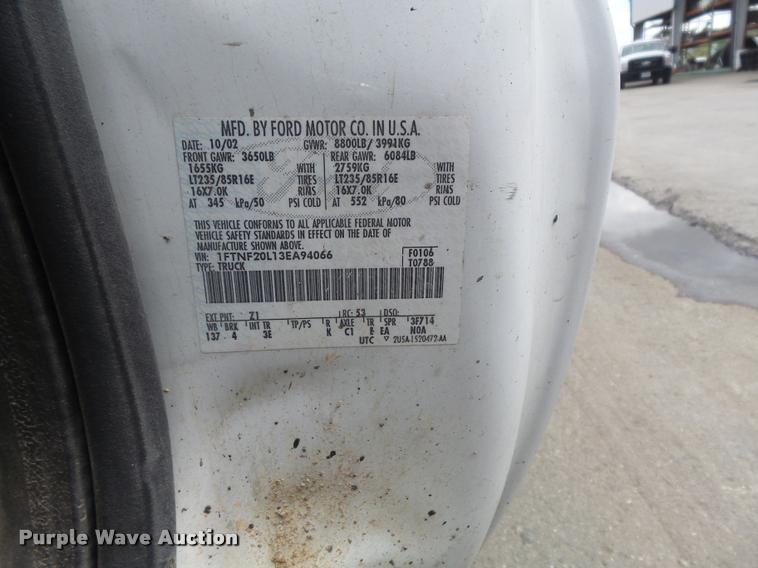 MFD. BY FORD MOTOR CO. IN U.S.A.
DATE: 10/02 GVWR: 8800LB/ 3991KG
FRONT GAWR: 3650LB REAR GAWR: 6084LB
1655KG WITH 2759KG WITH
LT235/85R16E TIRES LT235/85R16E TIRES
16X7.0K RIMS 16X7.0K RIMS
AT 345 kPa/50 PSI COLD AT 552 kPa/80 PSI COLD
THIS VEHICLE CONFORMS TO ALL APPLICABLE FEDERAL MOTOR
VEHICLE SAFETY STANDARDS IN EFFECT ON THE DATE OF
MANUFACTURE SHOWN ABOVE.
VIN: 1FTNF20L13EA94066 F0106
TYPE: TRUCK T0788
EXT PNT: Z1 RC: 53 DSO:
WB BRK INT TR TP/PS R AXLE TR SPR 3F714
137 4 3E K C1 E EA N0A
UTC ▽ 2U5A-1520472-AA
Purple Wave Auction